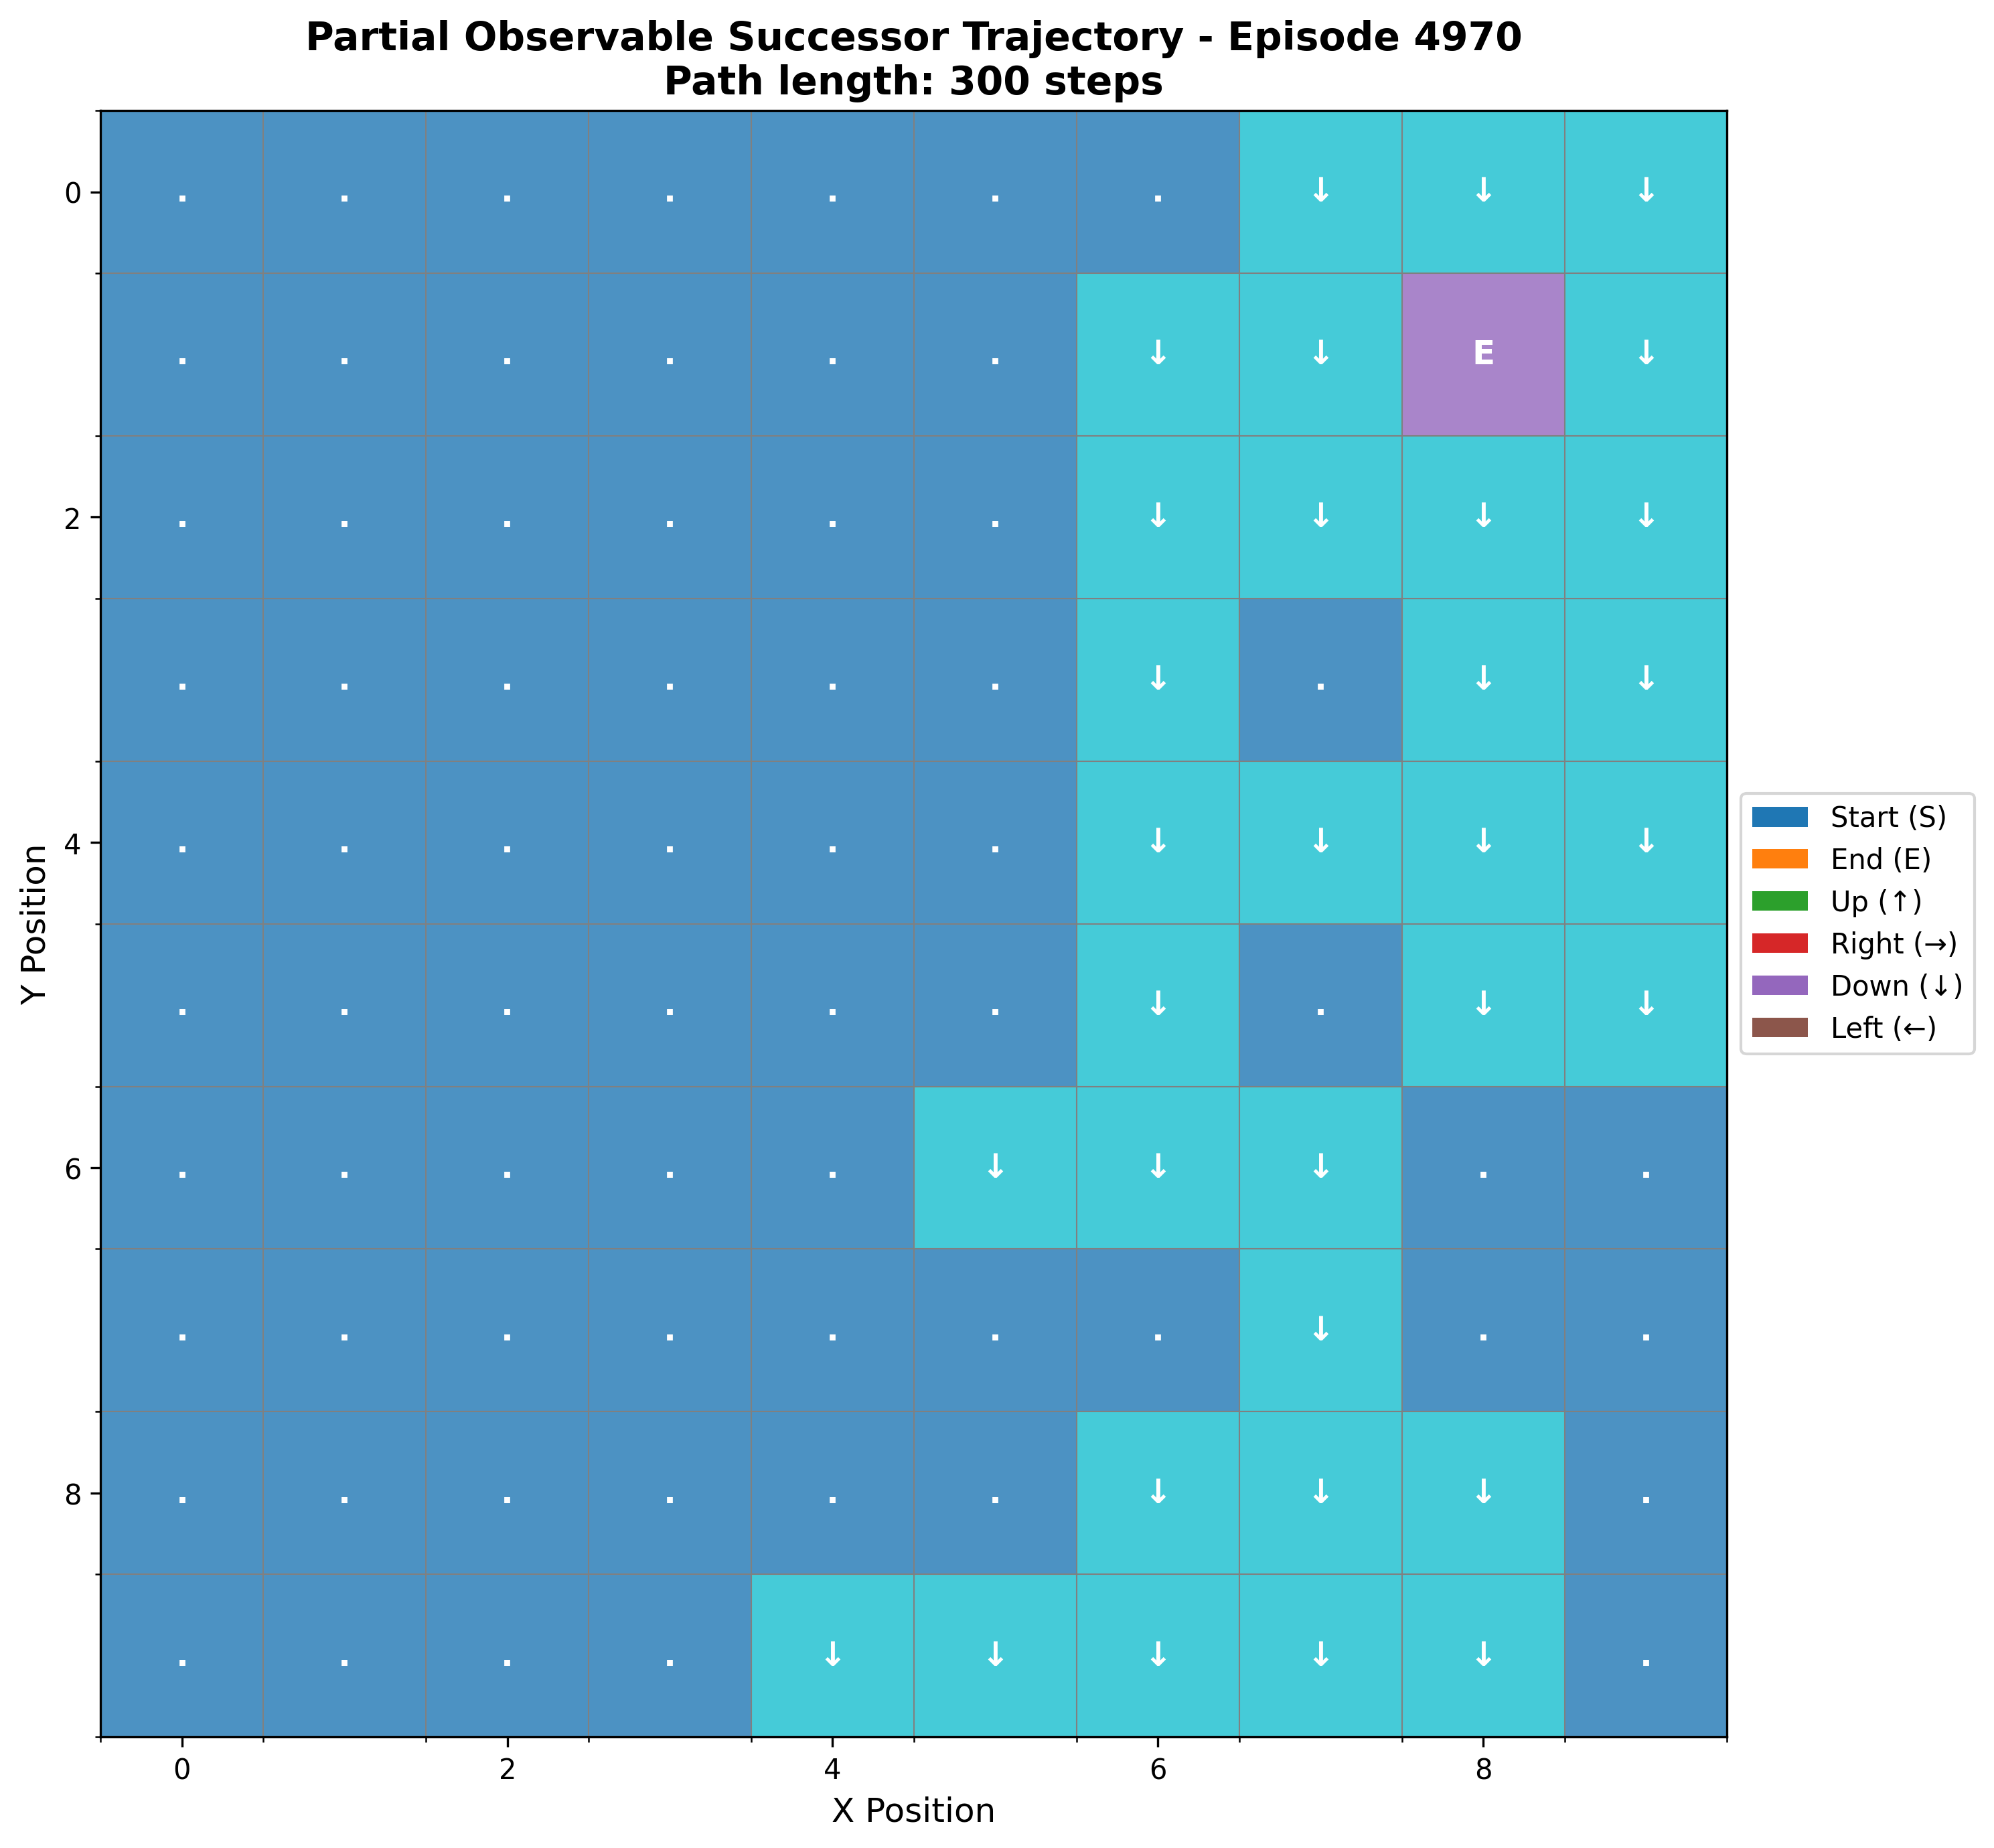 Partial Observable Successor Trajectory - Episode 4970
Path length: 300 steps
0 . . . . . . . ↓ ↓ ↓
. . . . . . ↓ ↓ E ↓
2 . . . . . . ↓ ↓ ↓ ↓
. . . . . . ↓ . ↓ ↓
4 . . . . . . ↓ ↓ ↓ ↓
. . . . . . ↓ . ↓ ↓
6 . . . . . ↓ ↓ ↓ . .
. . . . . . . ↓ . .
8 . . . . . . ↓ ↓ ↓ .
. . . . ↓ ↓ ↓ ↓ ↓ .
0 2 4 6 8
X Position
Y Position
Start (S)
End (E)
Up (↑)
Right (→)
Down (↓)
Left (←)